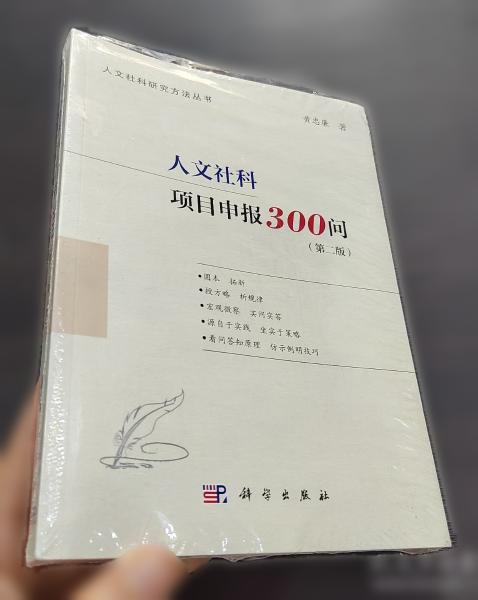 人文社科研究方法丛书
黄忠廉 著
人文社科
项目申报300问
（第二版）
•固本 拓新
•授方略 析规律
•宏观微察 实问实答
•源自于实践 坐实于策略
•看问答知原理 仿示例明技巧
科学出版社